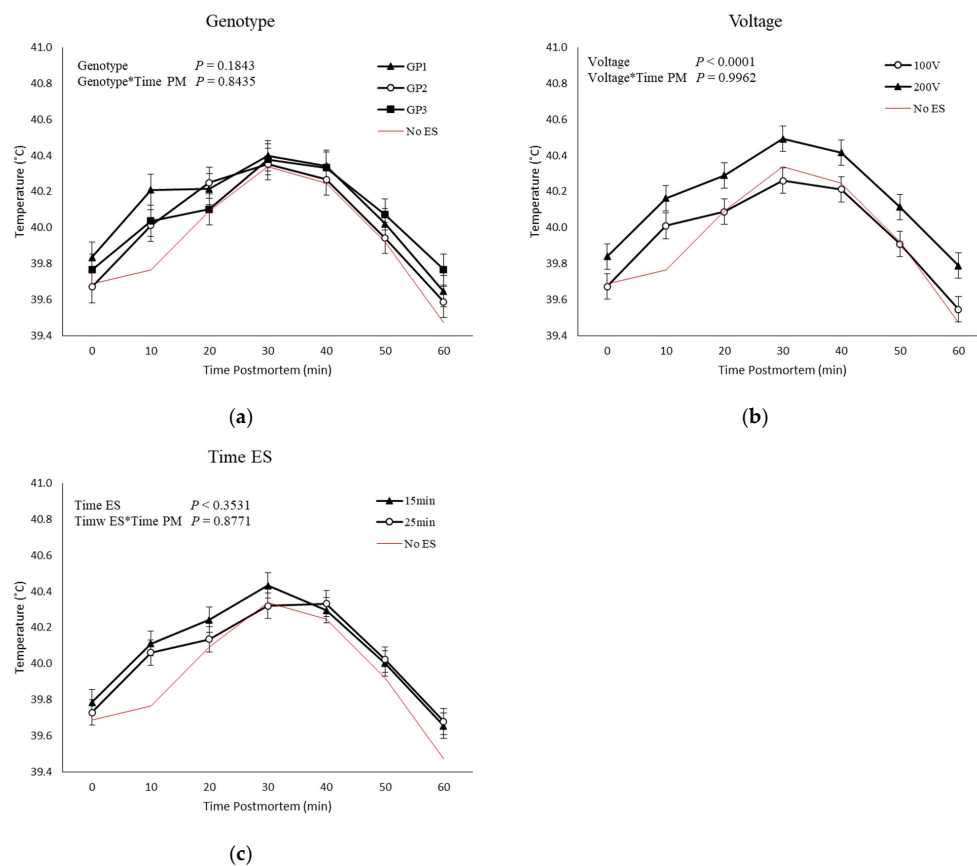 Genotype
41.0
Genotype P = 0.1843
Genotype*Time PM P = 0.8435
GP1
GP2
GP3
No ES
40.8
40.6
40.4
40.2
40.0
39.8
39.6
39.4
Temperature (˚C)
0 10 20 30 40 50 60
Time Postmortem (min)
(a)
Voltage
41.0
Voltage P < 0.0001
Voltage*Time PM P = 0.9962
100V
200V
No ES
40.8
40.6
40.4
40.2
40.0
39.8
39.6
39.4
Temperature (˚C)
0 10 20 30 40 50 60
Time Postmortem (min)
(b)
Time ES
41.0
Time ES P < 0.3531
Timw ES*Time PM P = 0.8771
15min
25min
No ES
40.8
40.6
40.4
40.2
40.0
39.8
39.6
39.4
Temperature (˚C)
0 10 20 30 40 50 60
Time Postmortem (min)
(c)